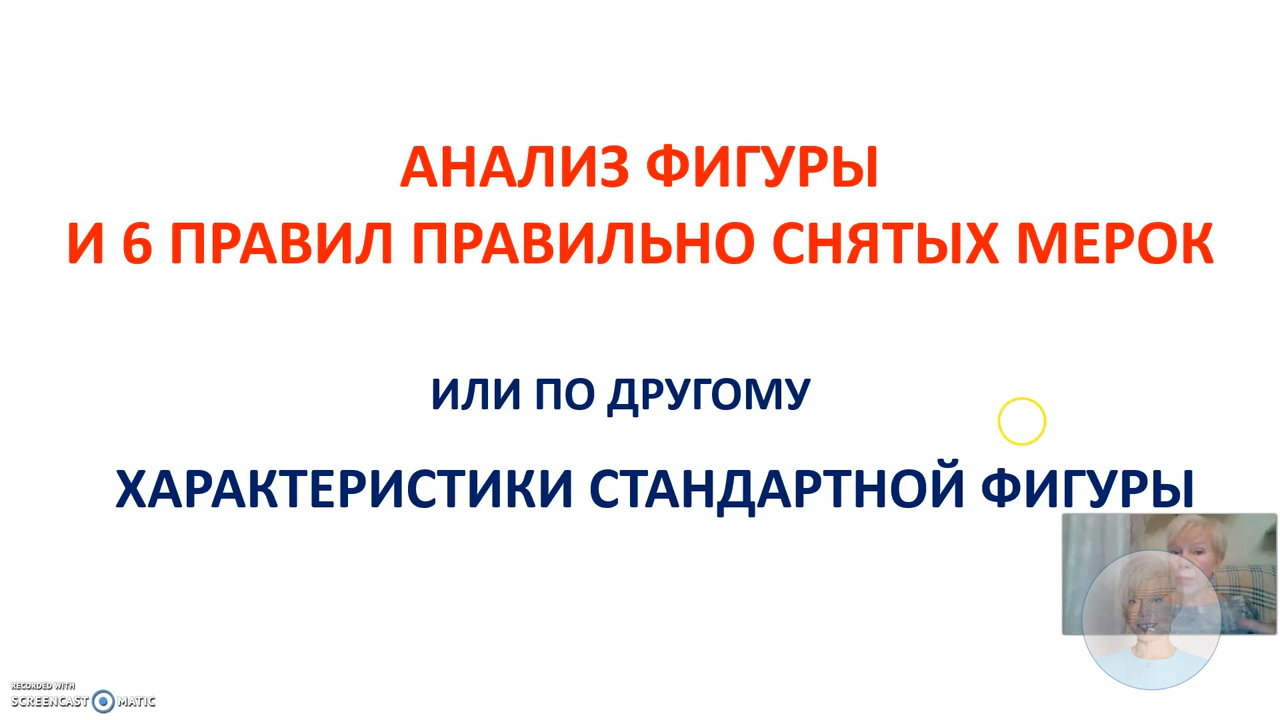 АНАЛИЗ ФИГУРЫ
И 6 ПРАВИЛ ПРАВИЛЬНО СНЯТЫХ МЕРОК
ИЛИ ПО ДРУГОМУ
ХАРАКТЕРИСТИКИ СТАНДАРТНОЙ ФИГУРЫ
RECORDED WITH
SCREENCAST MATIC